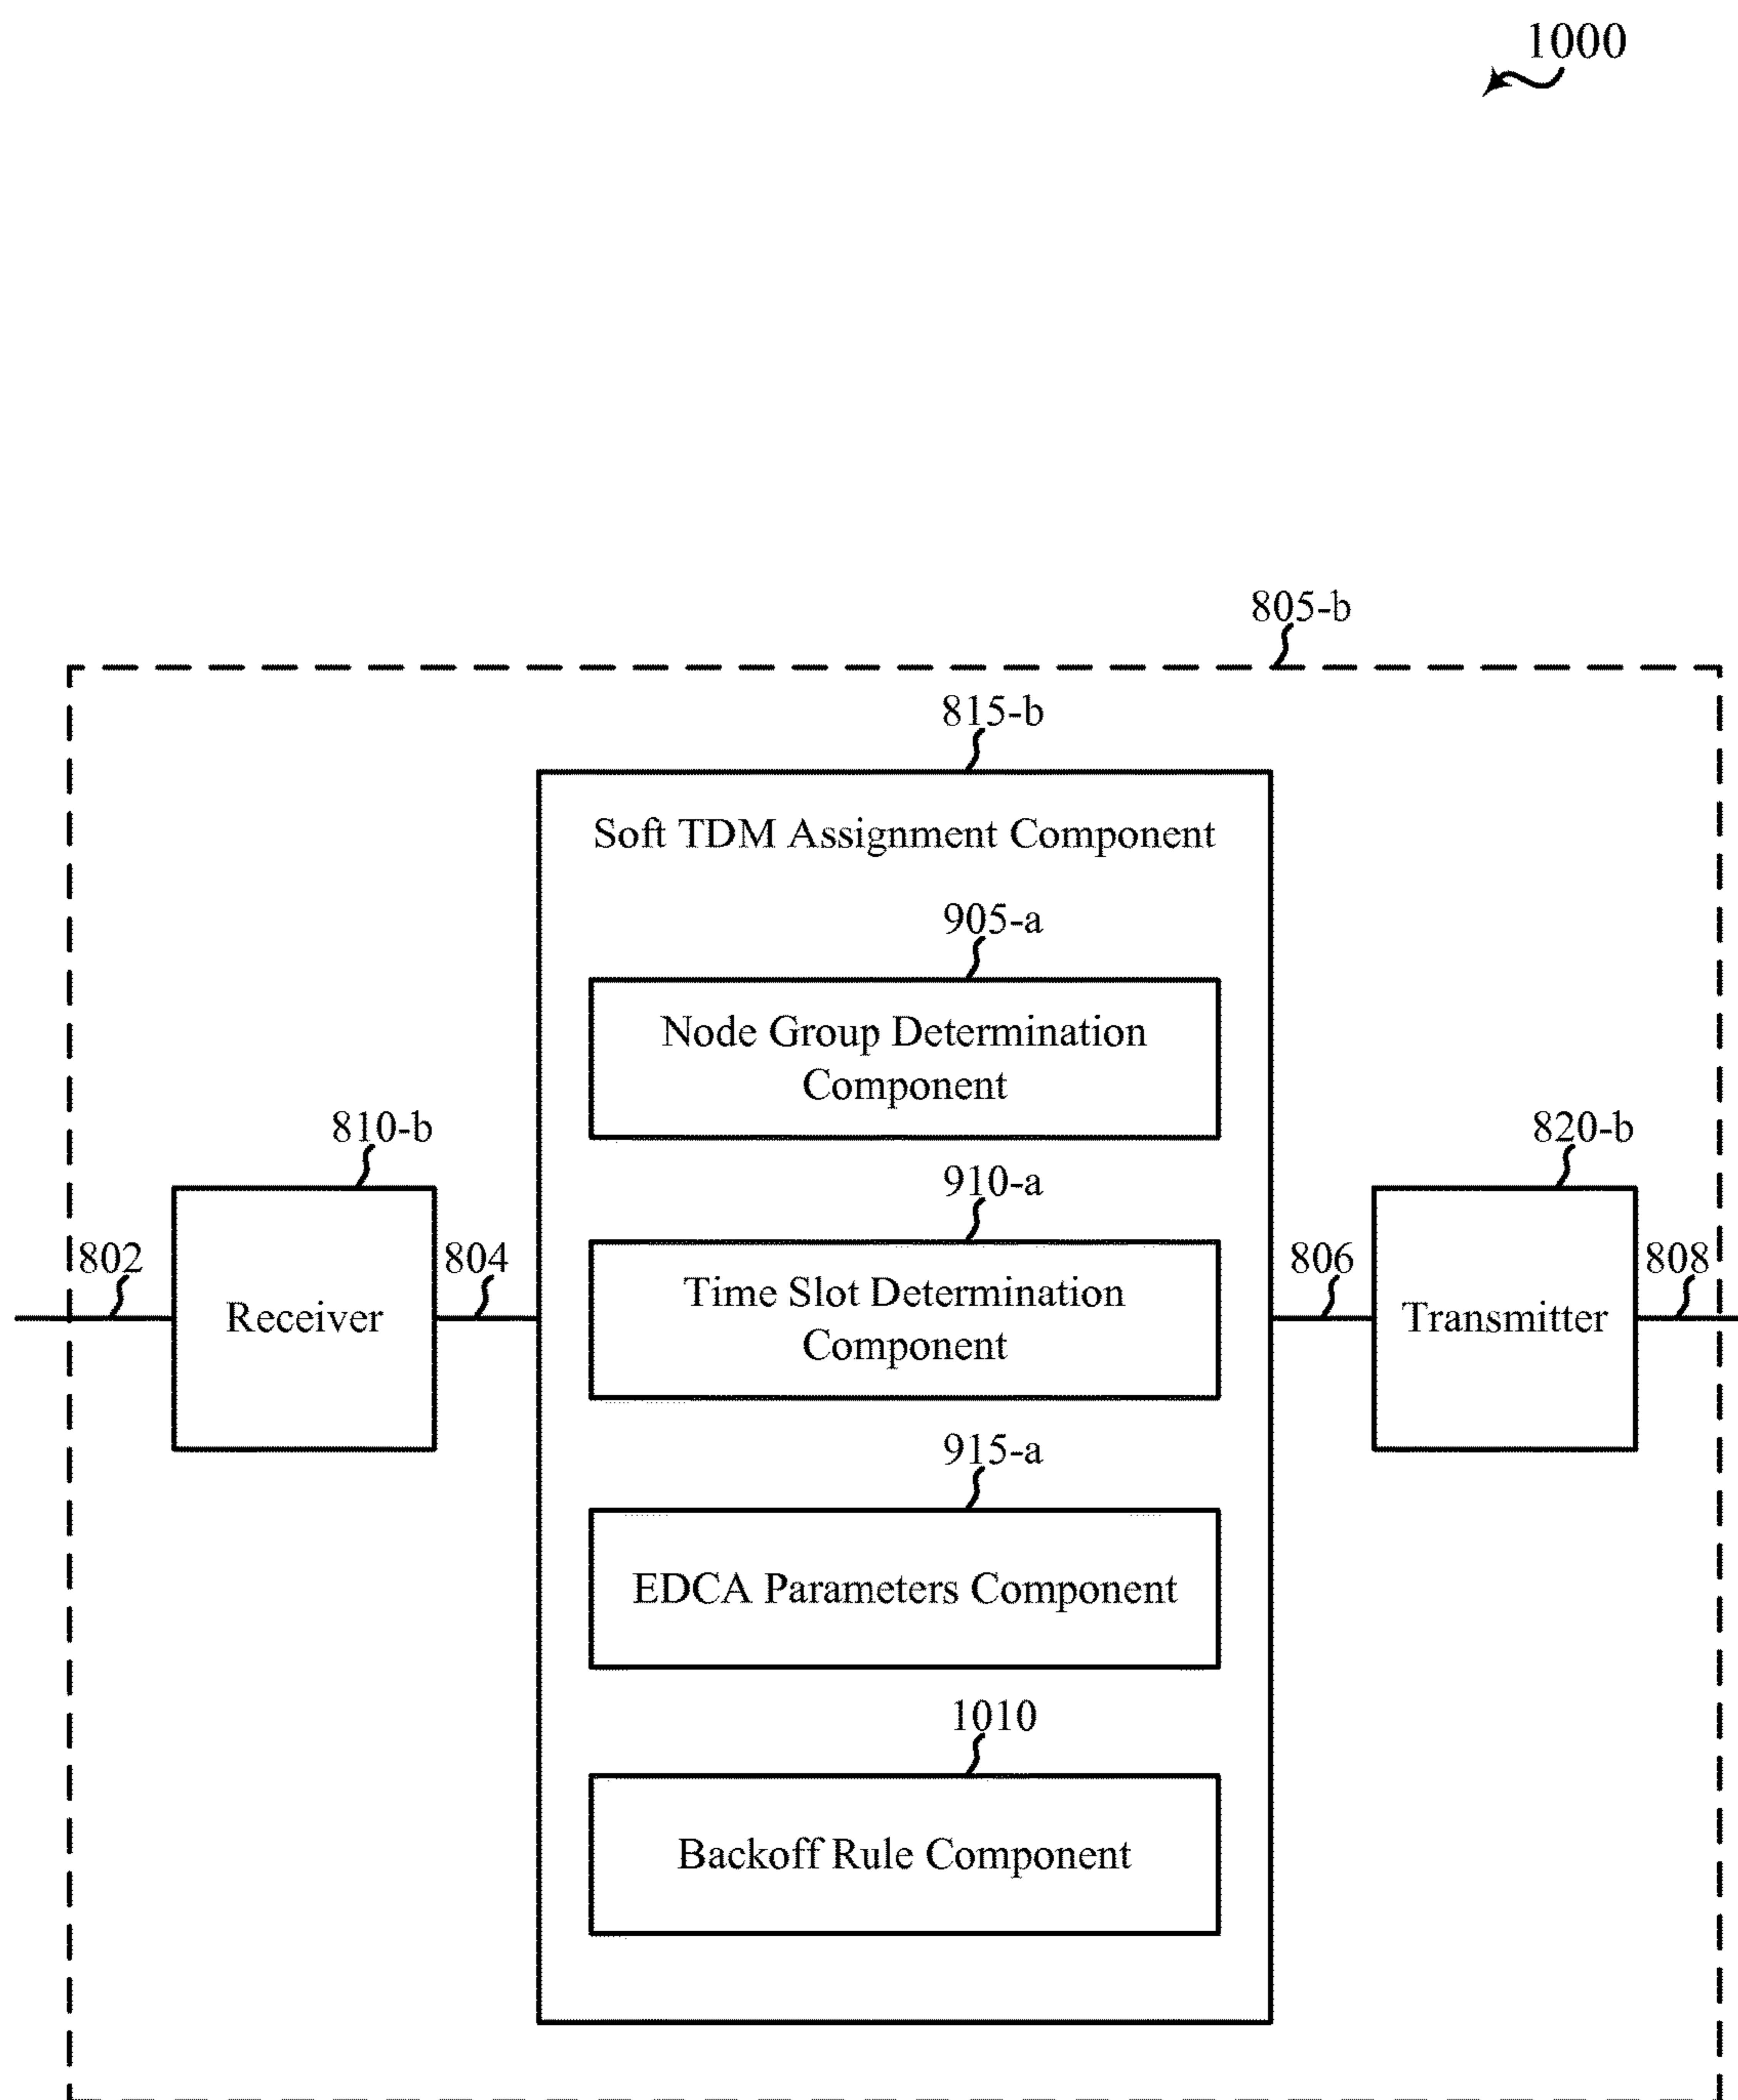 1000
805-b
815-b
Soft TDM Assignment Component
905-a
Node Group Determination
Component
810-b
820-b
910-a
802
804
806
808
Receiver
Time Slot Determination
Component
Transmitter
915-a
EDCA Parameters Component
1010
Backoff Rule Component